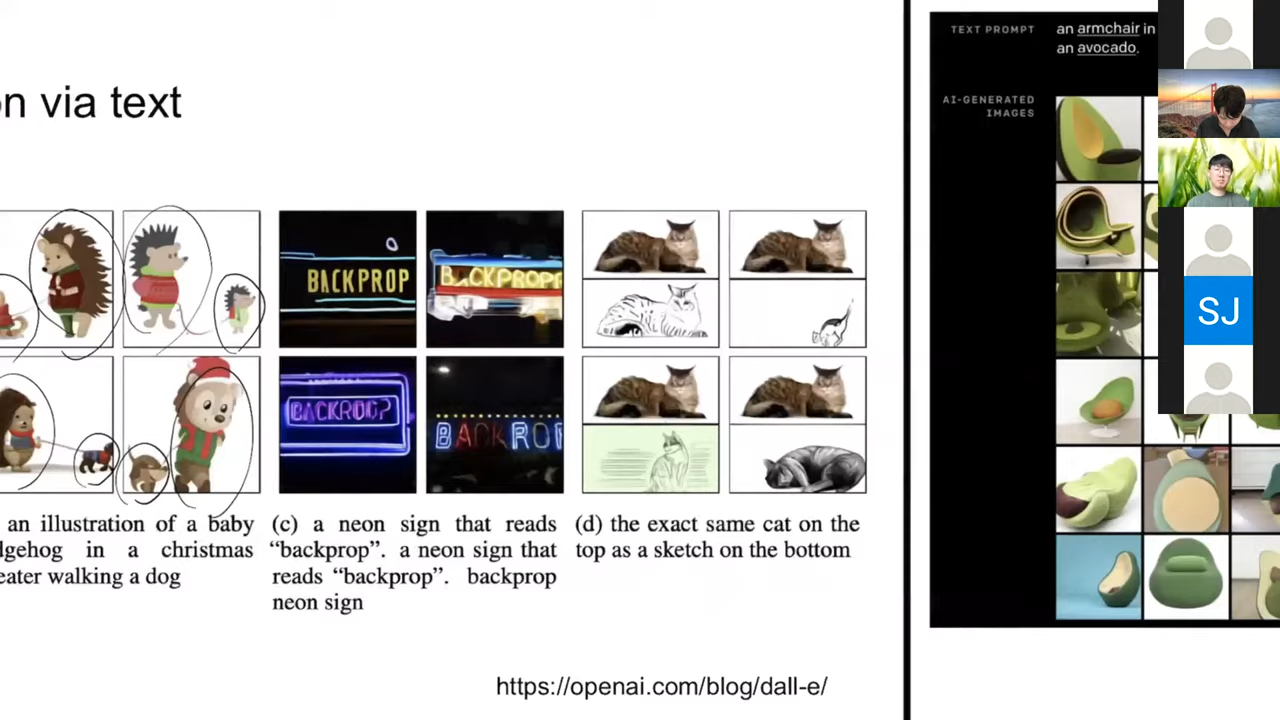 n via text
BACKPROP
BACKPROP
BACKROG?
BACKROP
an illustration of a baby
dgehog in a christmas
eater walking a dog
(c) a neon sign that reads
“backprop”. a neon sign that
reads “backprop”. backprop
neon sign
(d) the exact same cat on the
top as a sketch on the bottom
https://openai.com/blog/dall-e/
TEXT PROMPT
an armchair in
an avocado.
AI-GENERATED
IMAGES
SJ